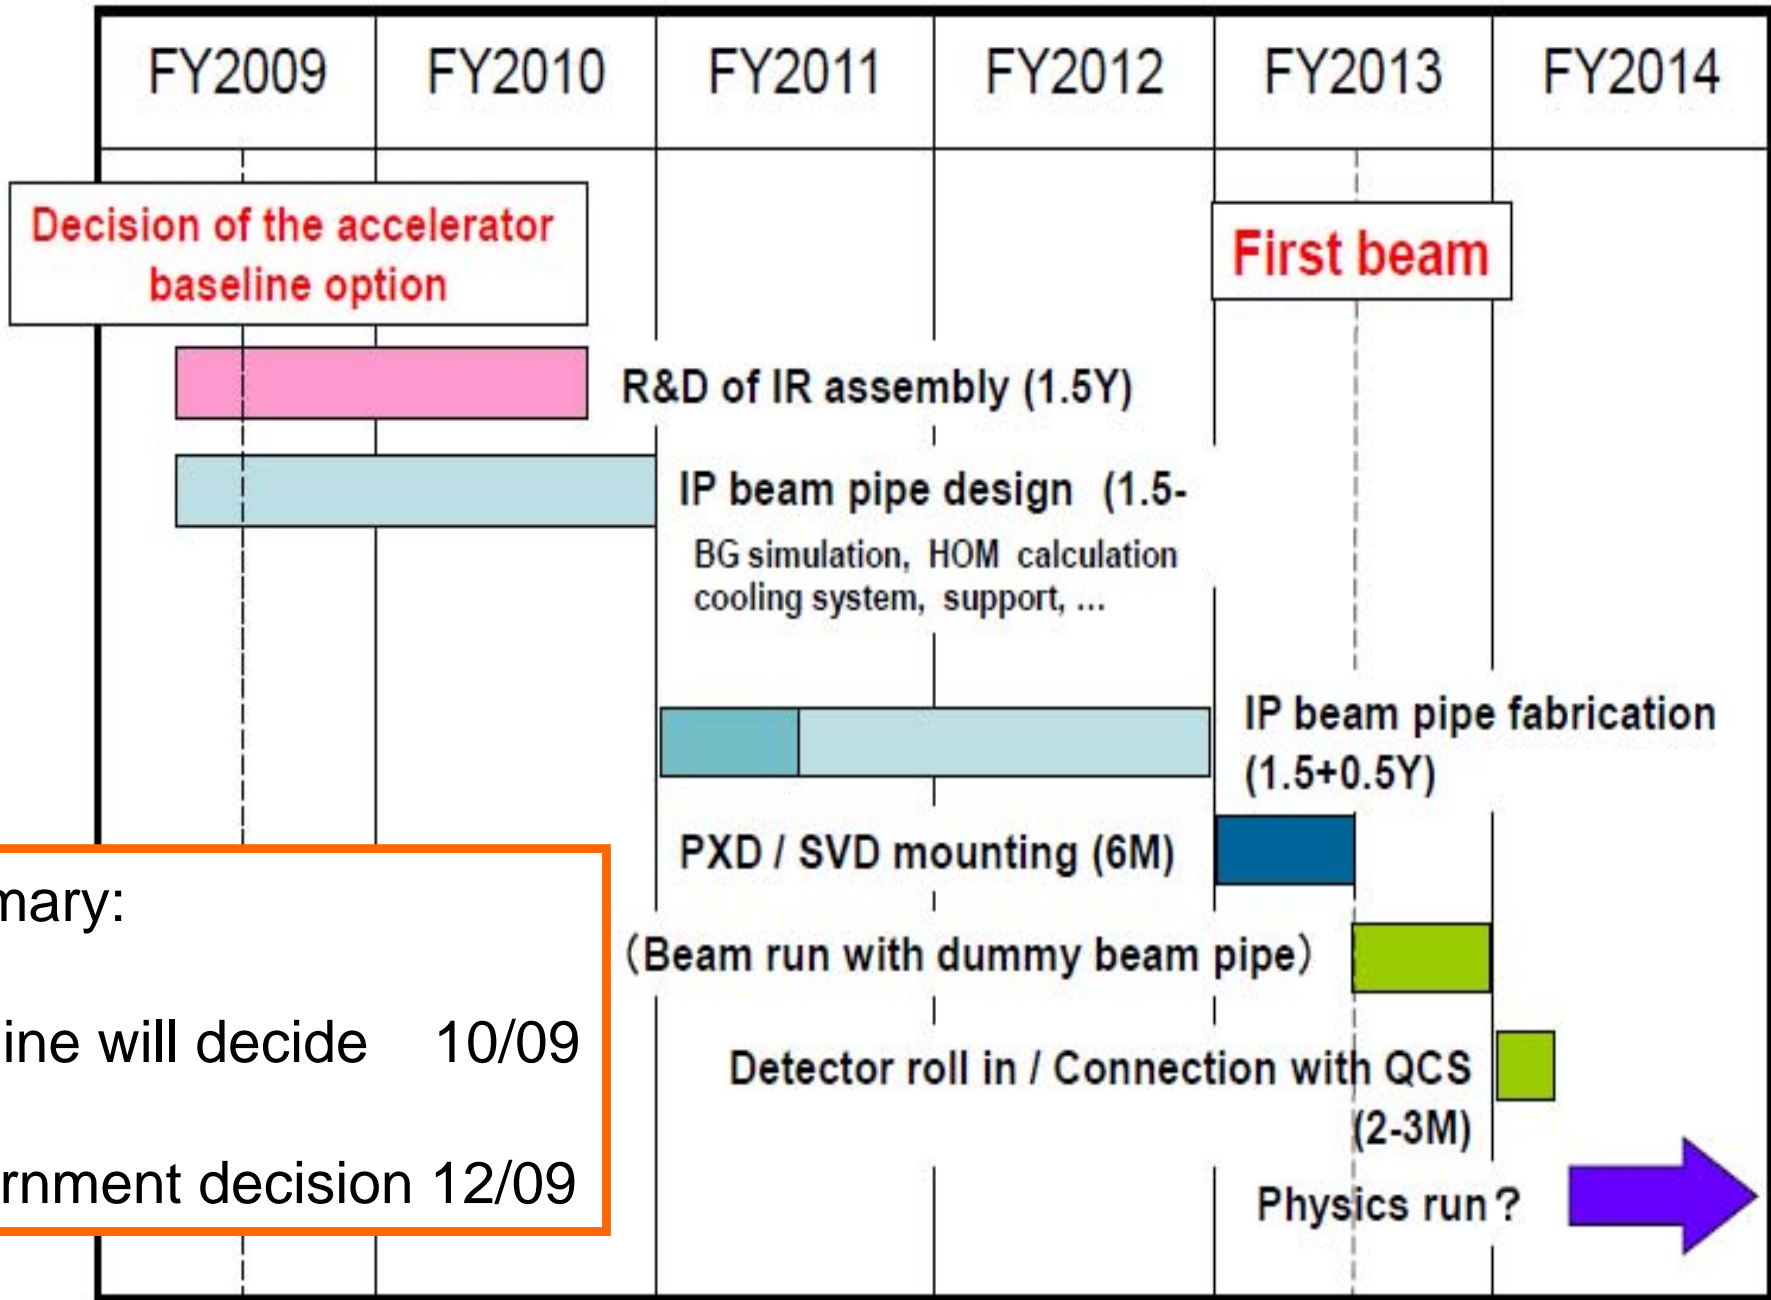 FY2009 FY2010 FY2011 FY2012 FY2013 FY2014
Decision of the accelerator
baseline option
First beam
R&D of IR assembly (1.5Y)
IP beam pipe design (1.5-
BG simulation, HOM calculation
cooling system, support, ...
IP beam pipe fabrication
(1.5+0.5Y)
PXD / SVD mounting (6M)
（Beam run with dummy beam pipe）
Detector roll in / Connection with QCS
(2-3M)
Physics run？
mary:
ine will decide 10/09
rnment decision 12/09